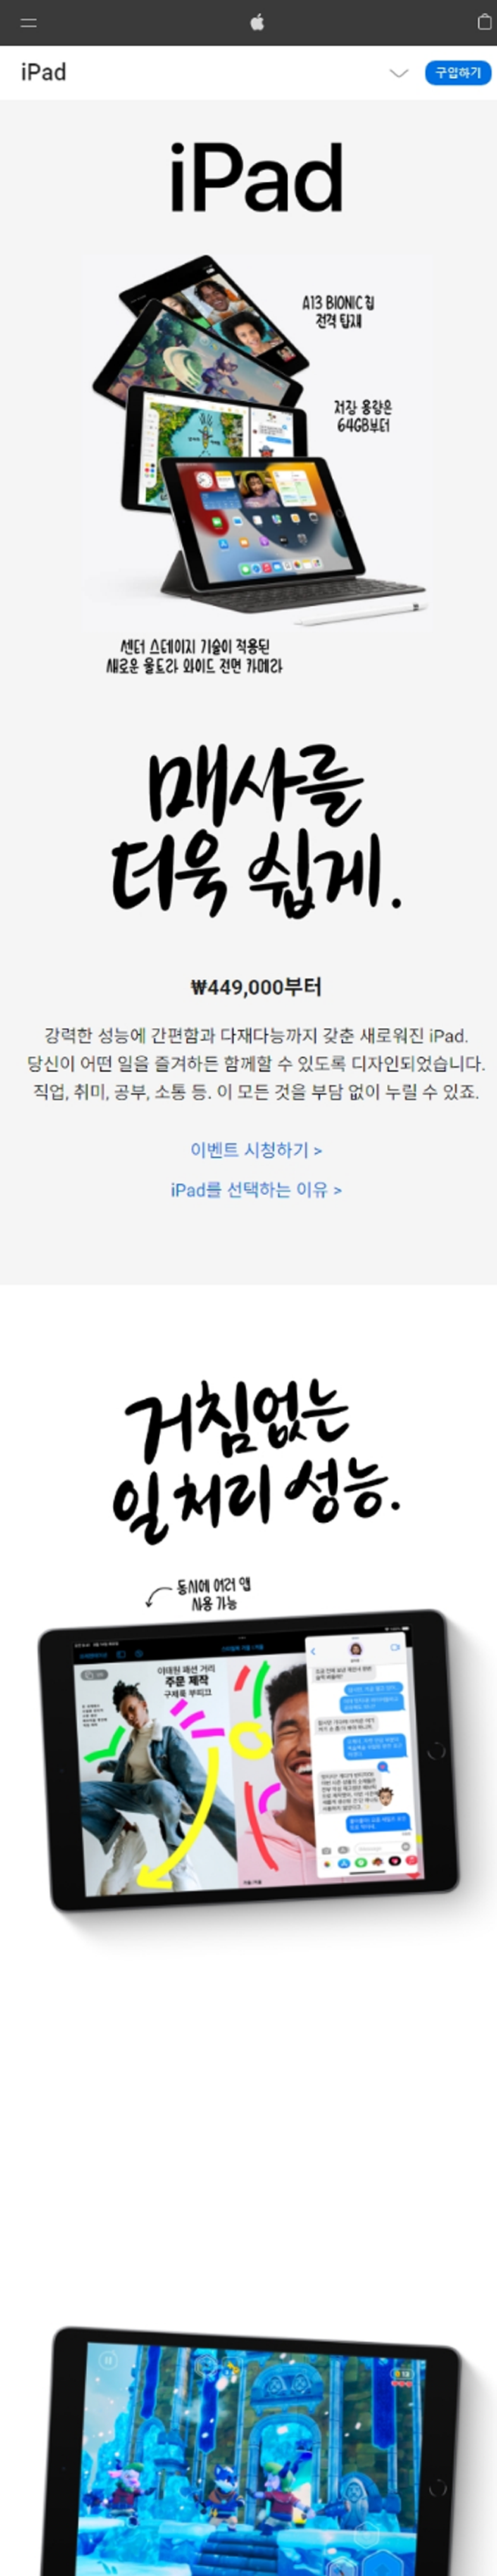 iPad
구입하기
iPad
A13 BIONIC 칩
전격 탑재
저장 용량은
64GB부터
센터 스테이지 기술이 적용된
새로운 울트라 와이드 전면 카메라
매사를
더욱 쉽게.
₩449,000부터
강력한 성능에 간편함과 다재다능까지 갖춘 새로워진 iPad.
당신이 어떤 일을 즐겨하든 함께할 수 있도록 디자인되었습니다.
직업, 취미, 공부, 소통 등. 이 모든 것을 부담 없이 누릴 수 있죠.
이벤트 시청하기 >
iPad를 선택하는 이유 >
거침없는
일 처리 성능.
동시에 여러 앱
사용 가능
이태원 패션 거리
주문 제작
구제룩 부피크
12